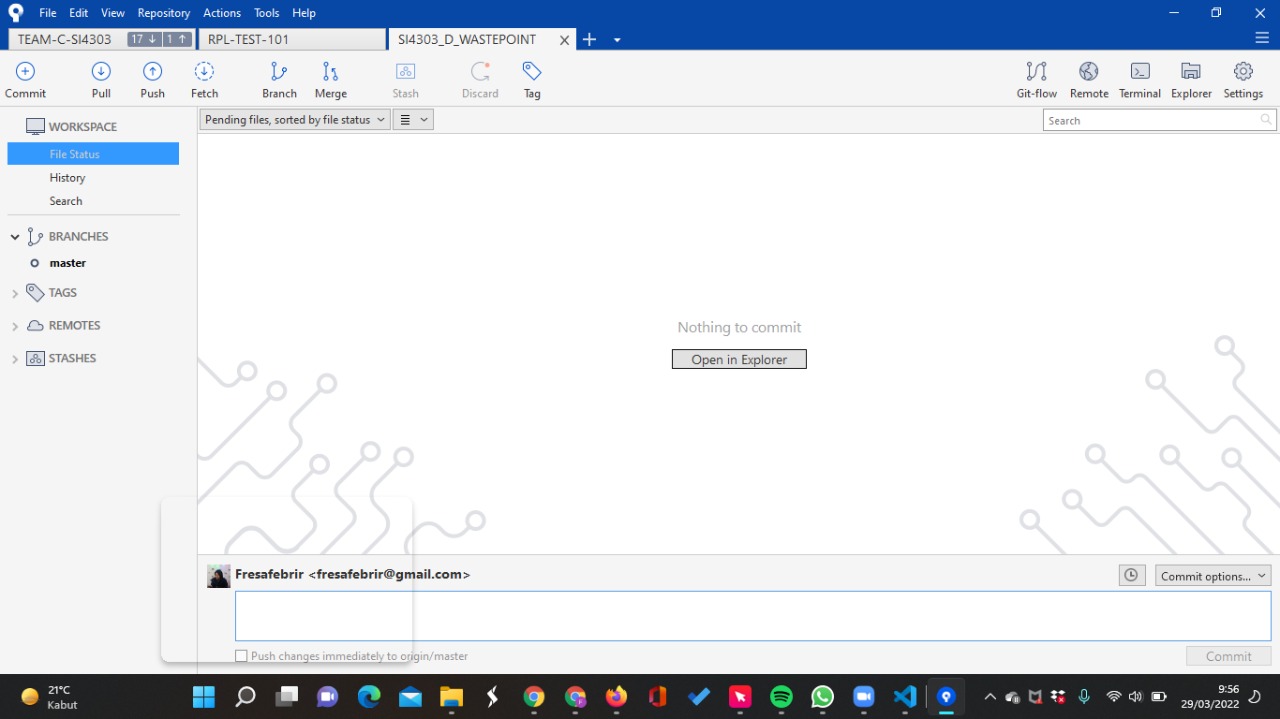 File Edit View Repository Actions Tools Help
TEAM-C-SI4303 17 ↓ 1 ↑ RPL-TEST-101 SI4303_D_WASTEPOINT
Commit Pull Push Fetch Branch Merge Stash Discard Tag Git-flow Remote Terminal Explorer Settings
WORKSPACE
File Status
History
Search
BRANCHES
master
TAGS
REMOTES
STASHES
Pending files, sorted by file status
Search
Nothing to commit
Open in Explorer
Fresafebrir <fresafebrir@gmail.com>
Commit options...
Push changes immediately to origin/master
Commit
21°C
Kabut
9:56
29/03/2022